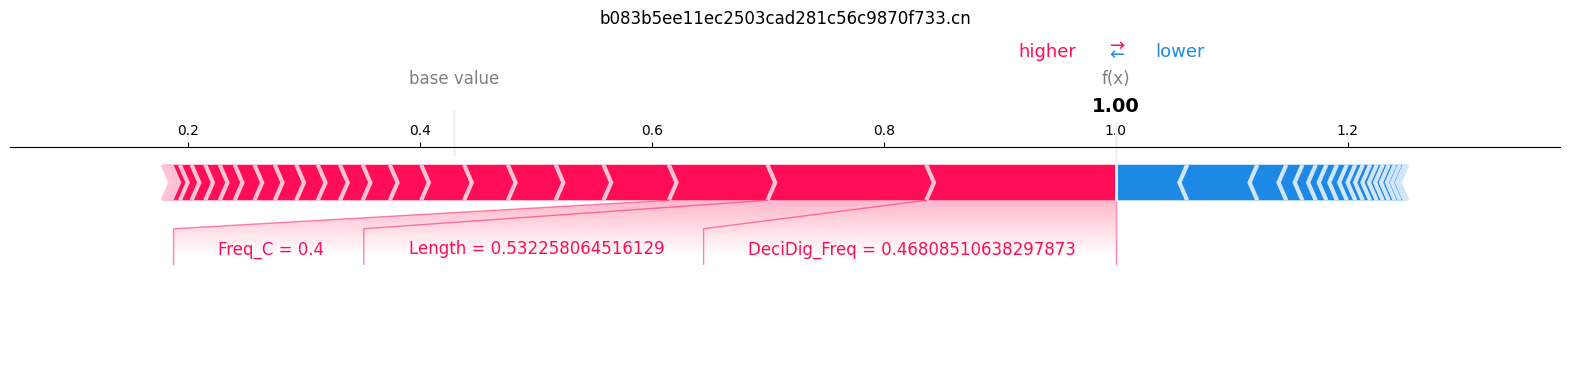 b083b5ee11ec2503cad281c56c9870f733.cn
higher ⇄ lower
base value f(x)
1.00
0.2 0.4 0.6 0.8 1.0 1.2
Freq_C = 0.4 Length = 0.532258064516129 DeciDig_Freq = 0.46808510638297873